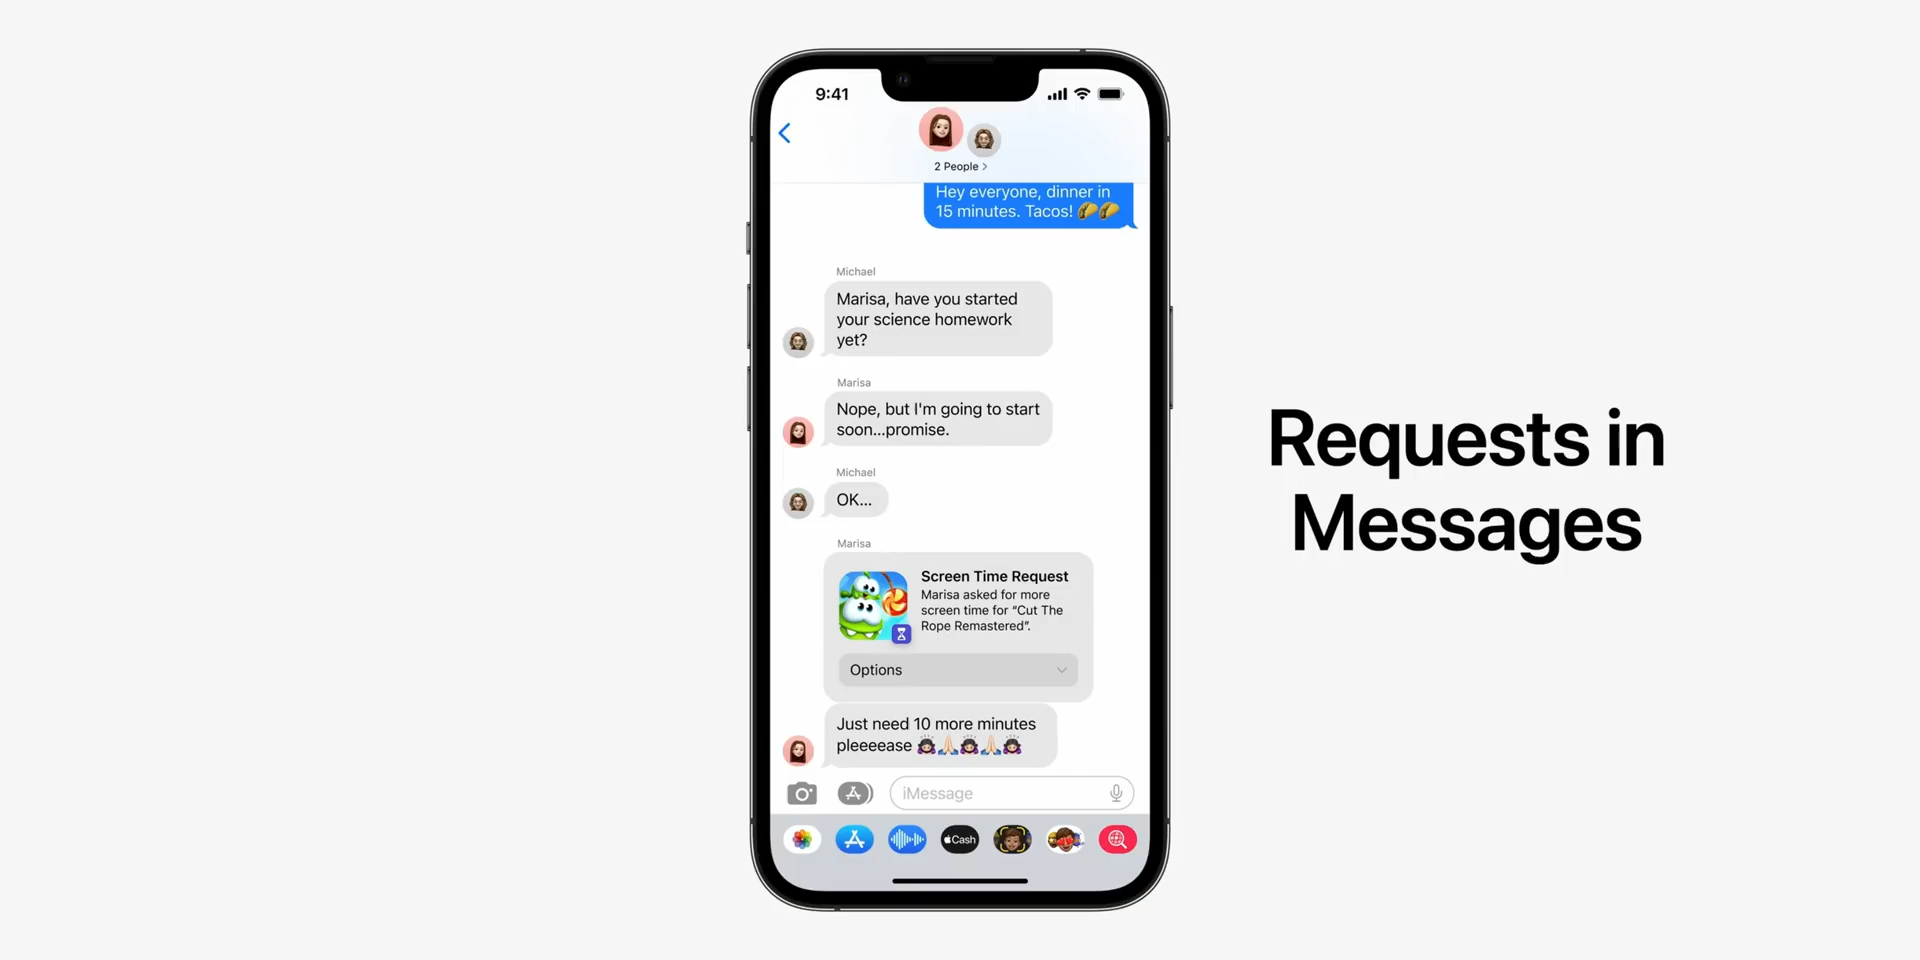 9:41
2 People >
Hey everyone, dinner in
15 minutes. Tacos! 🌮🌮
Michael
Marisa, have you started
your science homework
yet?
Marisa
Nope, but I'm going to start
soon...promise.
Michael
OK...
Marisa
Screen Time Request
Marisa asked for more
screen time for “Cut The
Rope Remastered”.
Options
Just need 10 more minutes
pleeeease 🙇🏻‍♀️🙏🏻🙇🏻‍♀️🙏🏻🙇🏻‍♀️
iMessage
Cash
Requests in
Messages